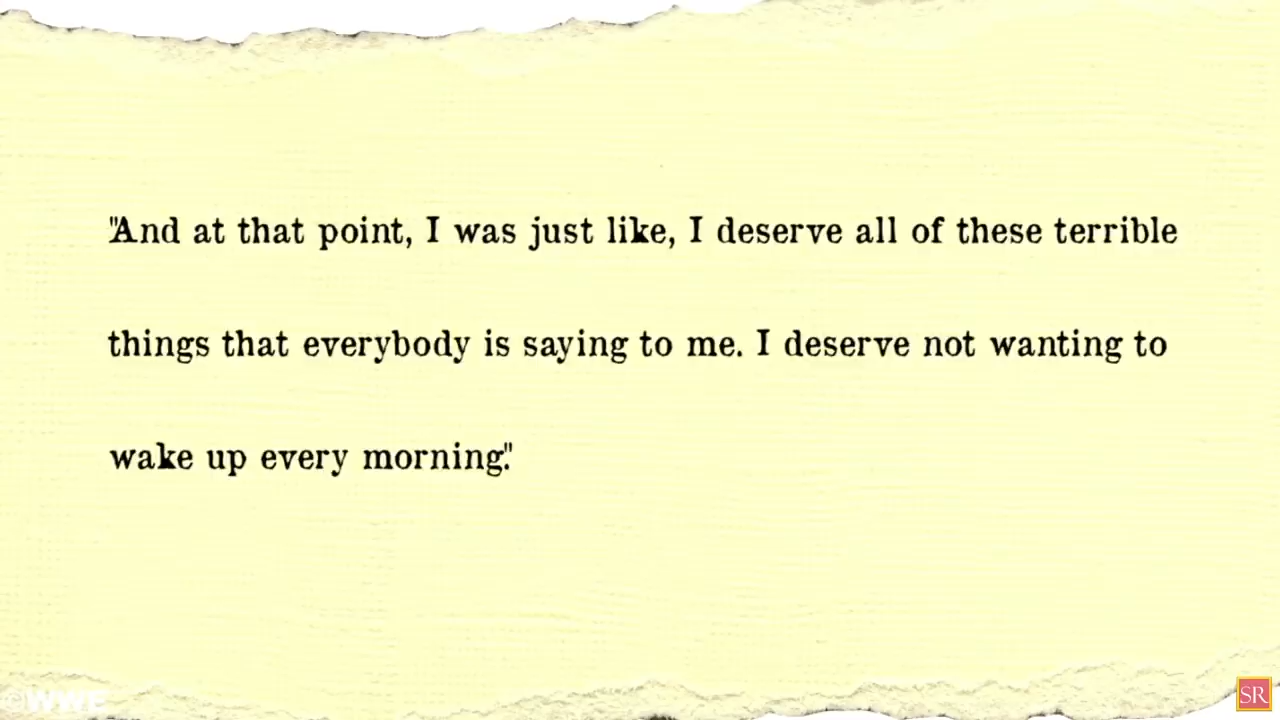 "And at that point, I was just like, I deserve all of these terrible
things that everybody is saying to me. I deserve not wanting to
wake up every morning."
©WWE
SR